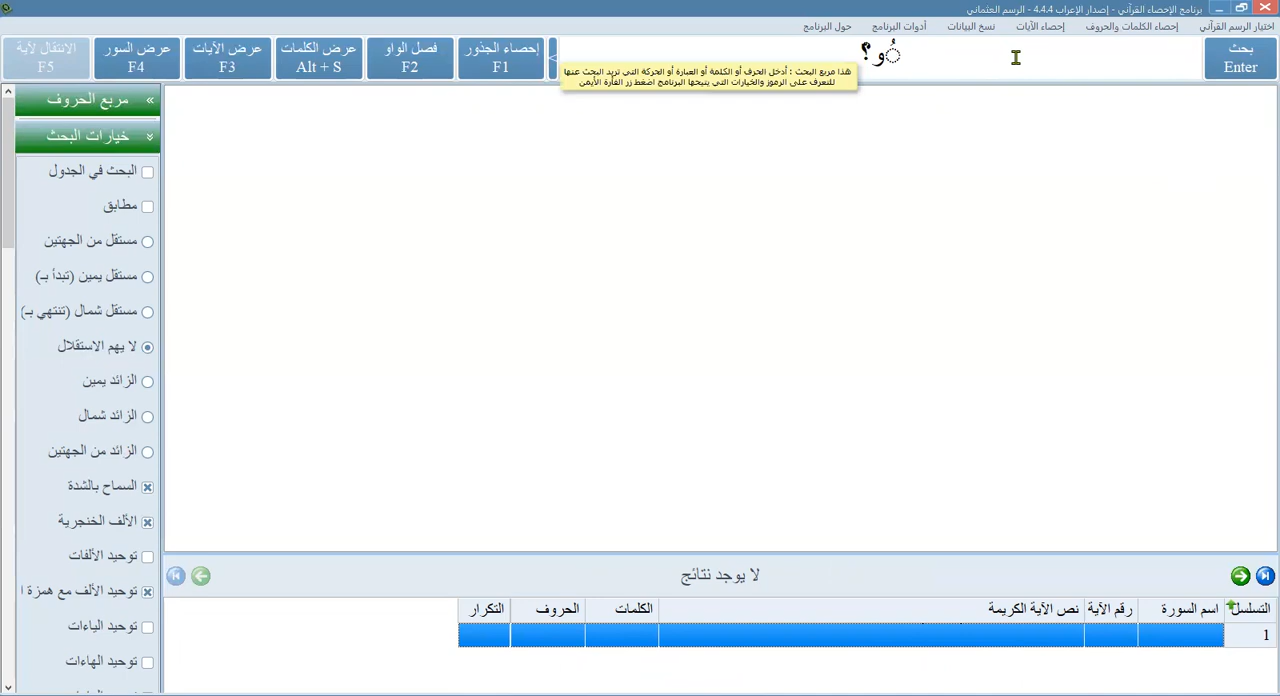 برنامج الإحصاء القرآني - إصدار الإعراب 4.4.4 - الرسم العثماني
اختيار الرسم القرآني إحصاء الكلمات والحروف إحصاء الآيات نسخ البيانات أدوات البرنامج حول البرنامج
بحث
Enter
ُو؟
>
إحصاء الجذور
F1
فصل الواو
F2
عرض الكلمات
Alt + S
عرض الآيات
F3
عرض السور
F4
الانتقال لآية
F5
هذا مربع البحث : أدخل الحرف أو الكلمة أو العبارة أو الحركة التي تريد البحث عنها
للتعرف على الرموز والخيارات التي يتيحها البرنامج اضغط زر الفأرة الأيمن
مربع الحروف
خيارات البحث
البحث في الجدول
مطابق
مستقل من الجهتين
مستقل يمين (تبدأ بـ)
مستقل شمال (تنتهي بـ)
لا يهم الاستقلال
الزائد يمين
الزائد شمال
الزائد من الجهتين
السماح بالشدة
الألف الخنجرية
توحيد الألفات
توحيد الألف مع همزة ا
توحيد الياءات
توحيد الهاءات
لا يوجد نتائج
التسلسل اسم السورة رقم الآية نص الآية الكريمة الكلمات الحروف التكرار
1